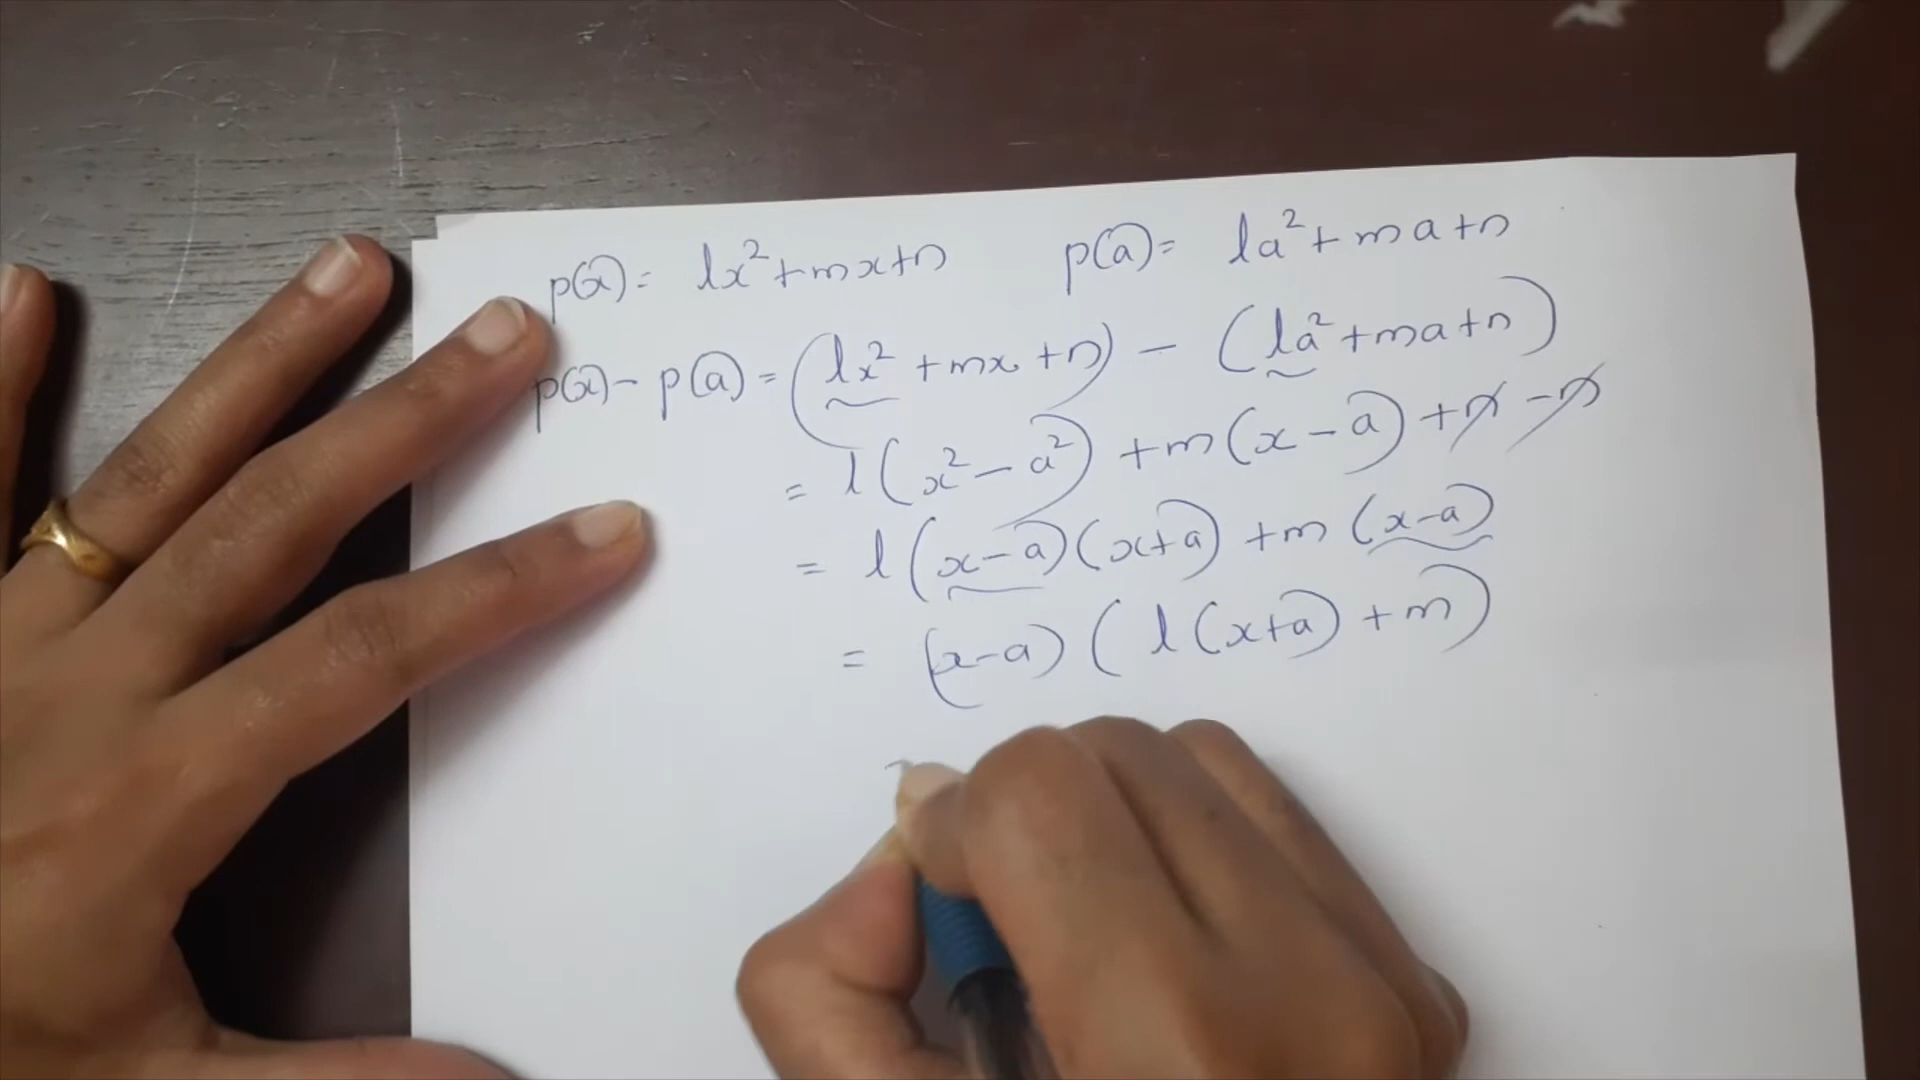 p(x) = lx² + mx + n p(a) = la² + ma + n
p(x) - p(a) = (lx² + mx + n) - (la² + ma + n)
= l(x² - a²) + m(x - a) + n - n
= l(x - a)(x + a) + m(x - a)
= (x - a)(l(x + a) + m)